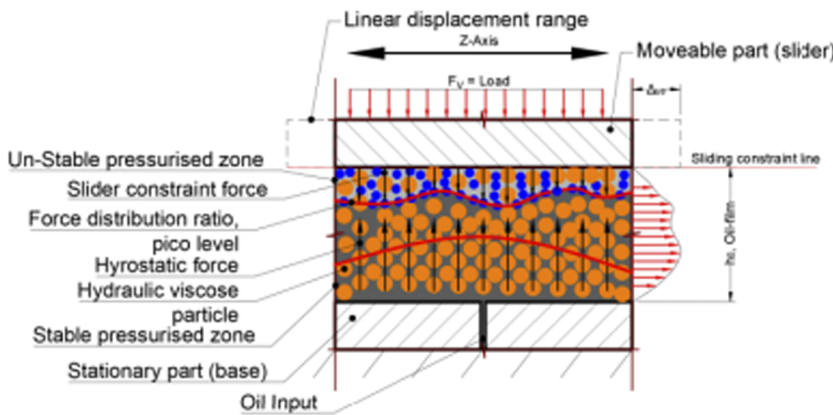 Linear displacement range
Z-Axis
Moveable part (slider)
Fv = Load
Un-Stable pressurised zone
Sliding constraint line
Slider constraint force
Force distribution ratio,
pico level
Hyrostatic force
Hydraulic viscose
particle
Stable pressurised zone
Stationary part (base)
Oil Input
Oil-film